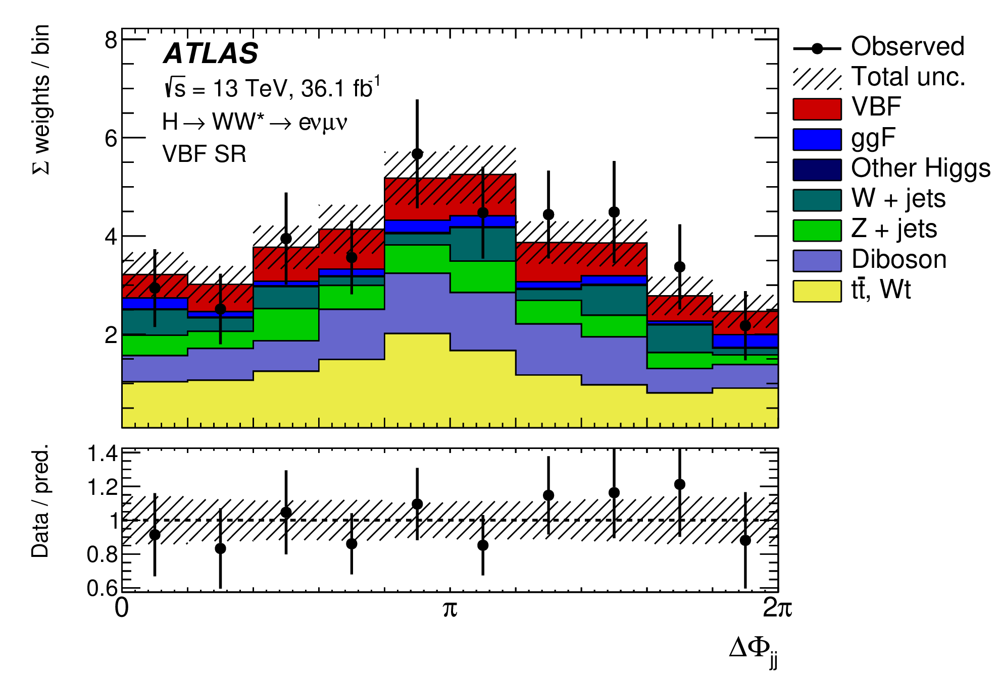 ATLAS
√s = 13 TeV, 36.1 fb⁻¹
H → WW* → eνμν
VBF SR
Σ weights / bin
8
6
4
2
Observed
Total unc.
VBF
ggF
Other Higgs
W + jets
Z + jets
Diboson
tt̄, Wt
Data / pred.
1.4
1.2
1
0.8
0.6
0 π 2π
ΔΦjj